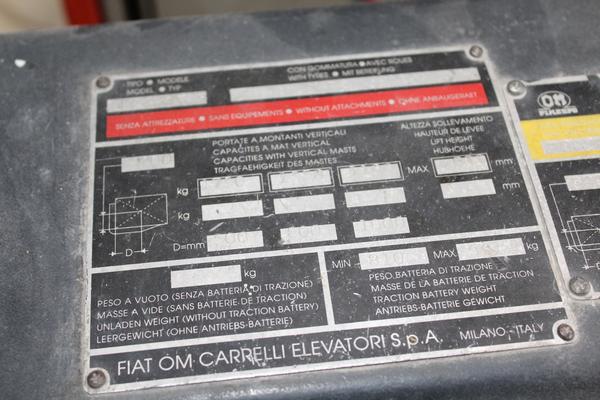 TIPO • MODELE
MODEL • TYP
CON GOMMATURA • AVEC ROUES
WITH TYRES • MIT BEREIFUNG
SENZA ATTREZZATURE • SANS EQUIPEMENTS • WITHOUT ATTACHMENTS • OHNE ANBAUGERAET
PORTATE A MONTANTI VERTICALI
CAPACITES A MAT VERTICAL
CAPACITIES WITH VERTICAL MASTS
TRAGFAEHIGKEIT DES MASTES
ALTEZZA SOLLEVAMENTO
HAUTEUR DE LEVEE
LIFT HEIGHT
HUBHOEHE
kg
MAX
mm
kg
mm
D
D=mm
kg
PESO A VUOTO (SENZA BATTERIA DI TRAZIONE)
MASSE A VIDE (SANS BATTERIE DE TRACTION)
UNLADEN WEIGHT (WITHOUT TRACTION BATTERY)
LEERGEWICHT (OHNE ANTRIEBS-BATTERIE)
MIN
MAX
kg
PESO BATTERIA DI TRAZIONE
MASSE DE LA BATTERIE DE TRACTION
TRACTION BATTERY WEIGHT
ANTRIEBS-BATTERIE GEWICHT
FIAT OM CARRELLI ELEVATORI S.p.A. MILANO - ITALY
OM